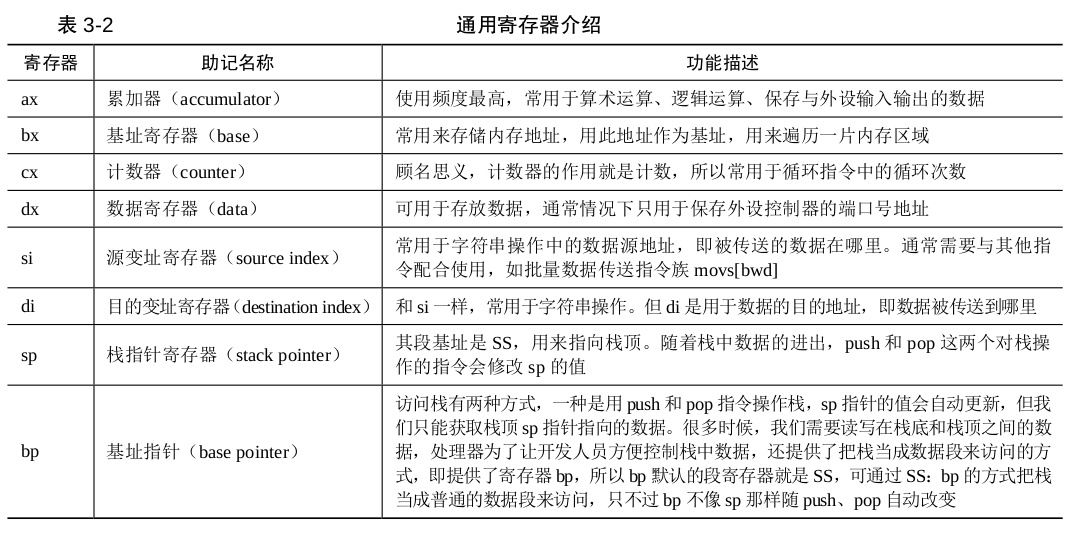 表 3-2 通用寄存器介绍
寄存器 助记名称 功能描述
ax 累加器（accumulator） 使用频度最高，常用于算术运算、逻辑运算、保存与外设输入输出的数据
bx 基址寄存器（base） 常用来存储内存地址，用此地址作为基址，用来遍历一片内存区域
cx 计数器（counter） 顾名思义，计数器的作用就是计数，所以常用于循环指令中的循环次数
dx 数据寄存器（data） 可用于存放数据，通常情况下只用于保存外设控制器的端口号地址
si 源变址寄存器（source index） 常用于字符串操作中的数据源地址，即被传送的数据在哪里。通常需要与其他指
令配合使用，如批量数据传送指令族 movs[bwd]
di 目的变址寄存器（destination index） 和 si 一样，常用于字符串操作。但 di 是用于数据的目的地址，即数据被传送到哪里
sp 栈指针寄存器（stack pointer） 其段基址是 SS，用来指向栈顶。随着栈中数据的进出，push 和 pop 这两个对栈操
作的指令会修改 sp 的值
bp 基址指针（base pointer） 访问栈有两种方式，一种是用 push 和 pop 指令操作栈，sp 指针的值会自动更新，但我
们只能获取栈顶 sp 指针指向的数据。很多时候，我们需要读写在栈底和栈顶之间的数
据，处理器为了让开发人员方便控制栈中数据，还提供了把栈当成数据段来访问的方
式，即提供了寄存器 bp，所以 bp 默认的段寄存器就是 SS，可通过 SS：bp 的方式把栈
当成普通的数据段来访问，只不过 bp 不像 sp 那样随 push、pop 自动改变